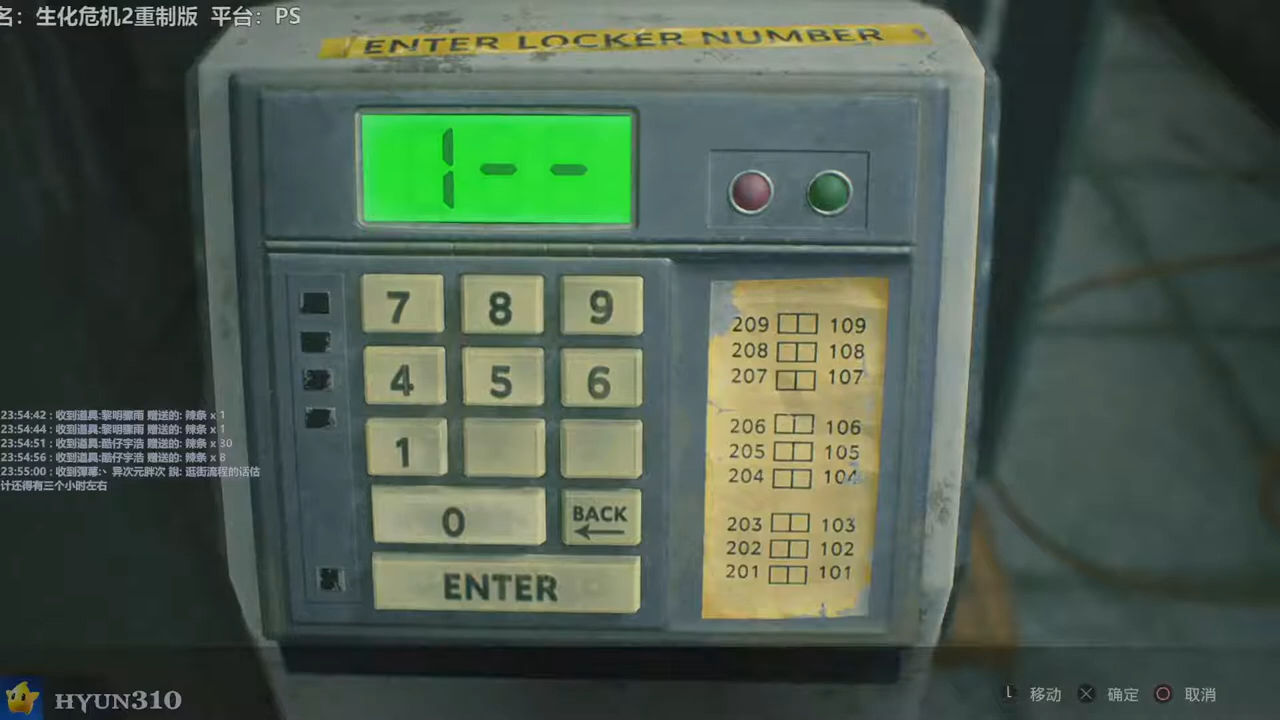 名：生化危机2重制版 平台：PS
ENTER LOCKER NUMBER
1--
7 8 9
4 5 6
1
0 BACK
ENTER
209 109
208 108
207 107
206 106
205 105
204 104
203 103
202 102
201 101
23:54:42：收到道具:黎明骤雨 赠送的: 辣条 x 1
23:54:44：收到道具:黎明骤雨 赠送的: 辣条 x 1
23:54:51：收到道具:酷仔宇浩 赠送的: 辣条 x 30
23:54:56：收到道具:酷仔宇浩 赠送的: 辣条 x 8
23:55:00：收到弹幕:丶 异次元胖次 說: 逛街流程的话估
计还得有三个小时左右
HYUN310
L 移动 确定 取消